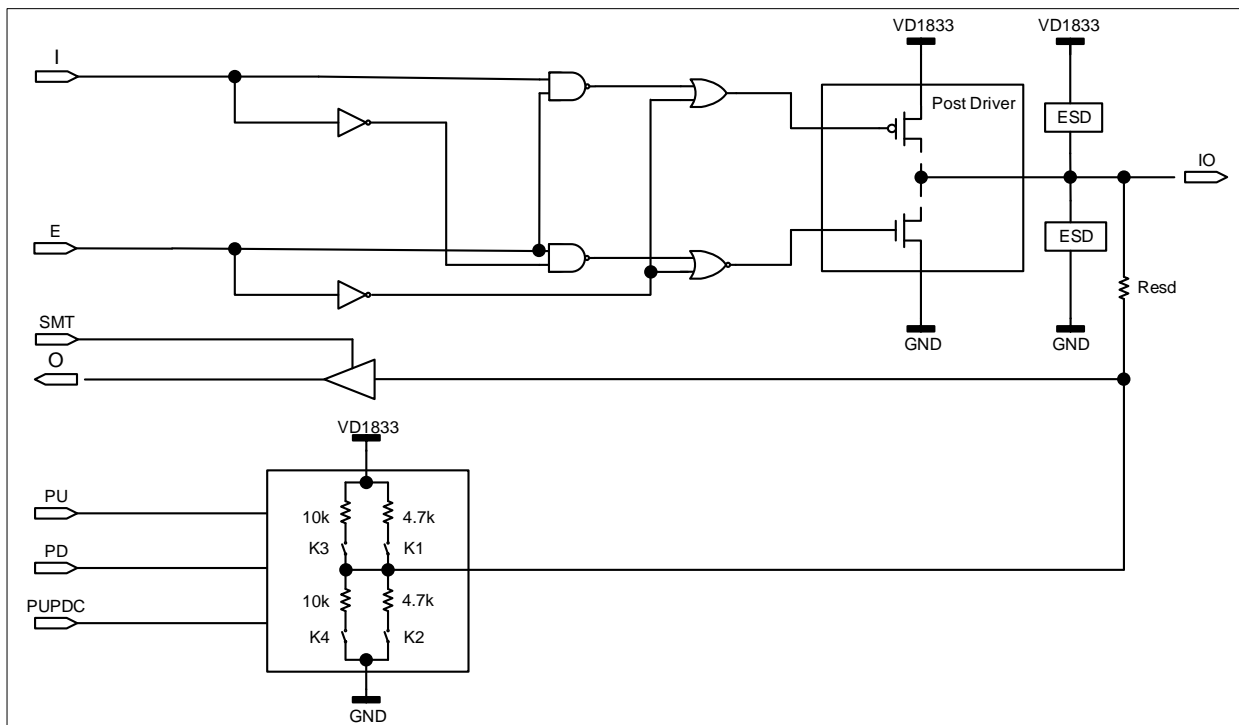 VD1833
VD1833
I
Post Driver
ESD
IO
E
ESD
Resd
SMT
GND
GND
O
VD1833
PU
10k
4.7k
K3
K1
PD
10k
4.7k
PUPDC
K4
K2
GND